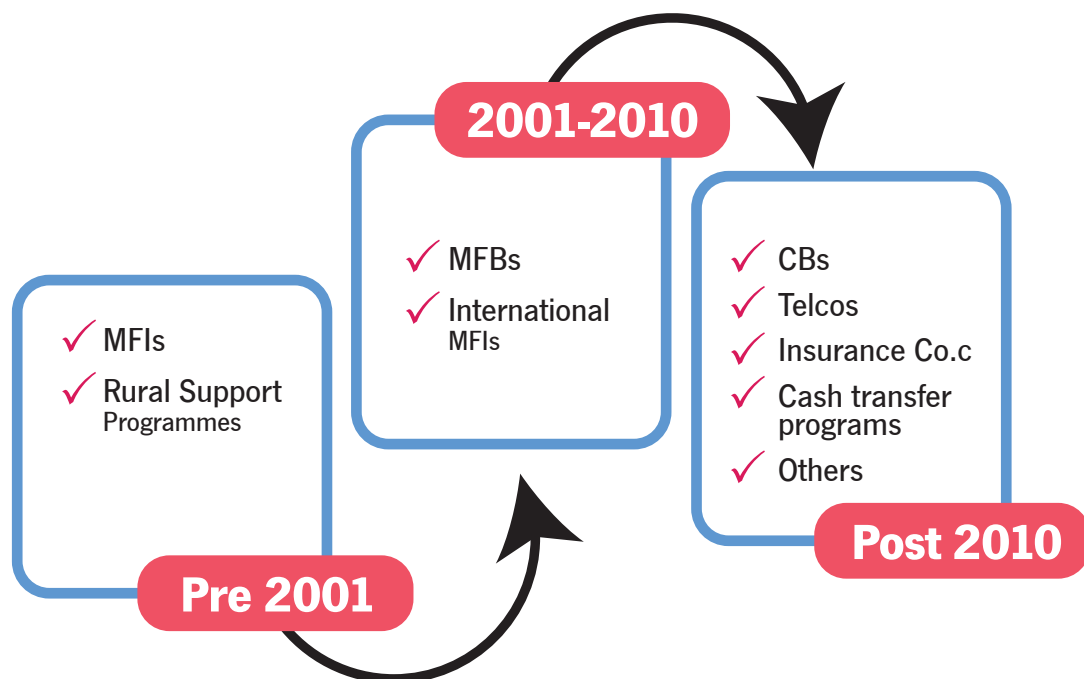 Pre 2001
MFIs
Rural Support
Programmes
2001-2010
MFBs
International
MFIs
Post 2010
CBs
Telcos
Insurance Co.c
Cash transfer
programs
Others